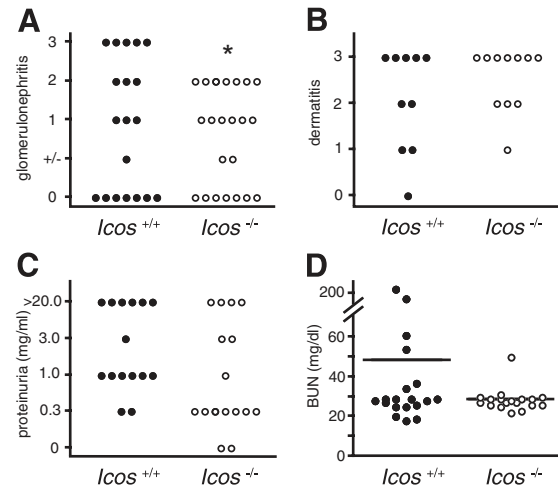 A
glomerulonephritis
3
2
1
+/-
0
*
Icos +/+
Icos -/-
B
dermatitis
3
2
1
0
Icos +/+
Icos -/-
C
proteinuria (mg/ml)
>20.0
3.0
1.0
0.3
0
Icos +/+
Icos -/-
D
BUN (mg/dl)
200
60
40
20
0
Icos +/+
Icos -/-